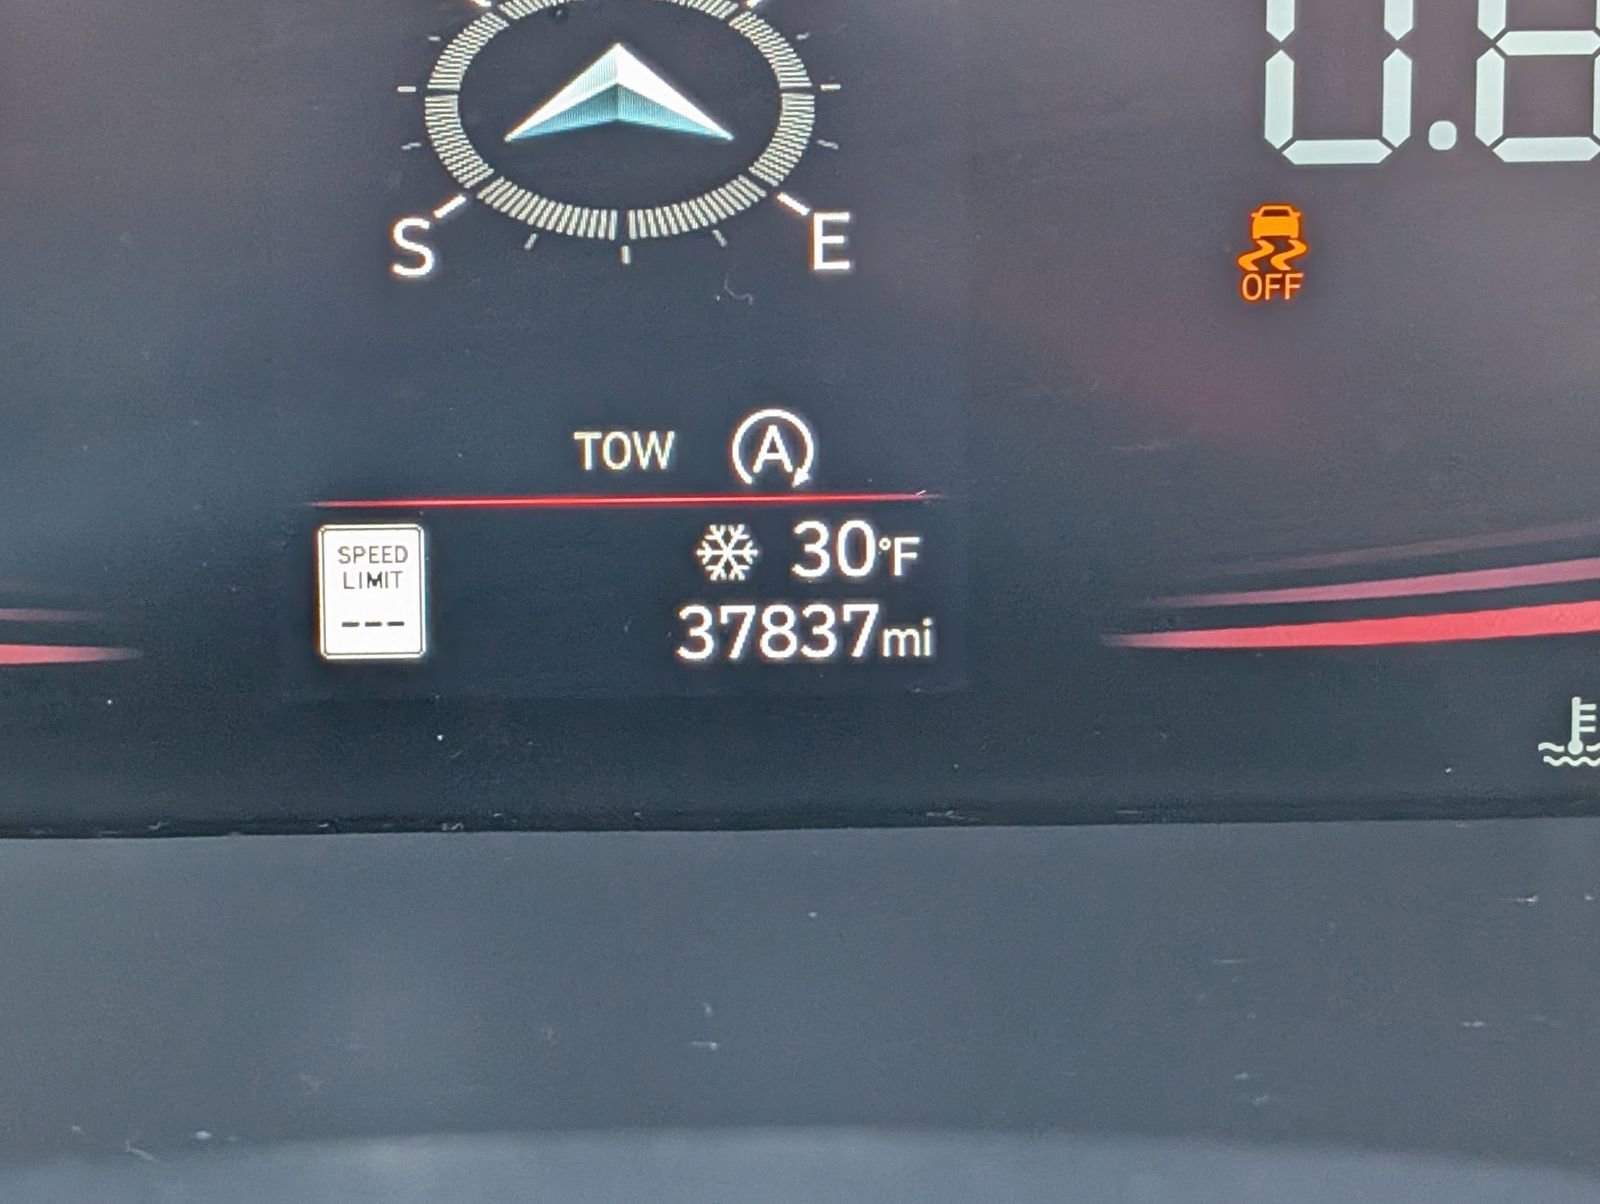 S E
OFF
TOW A
SPEED
LIMIT
---
30°F
37837mi